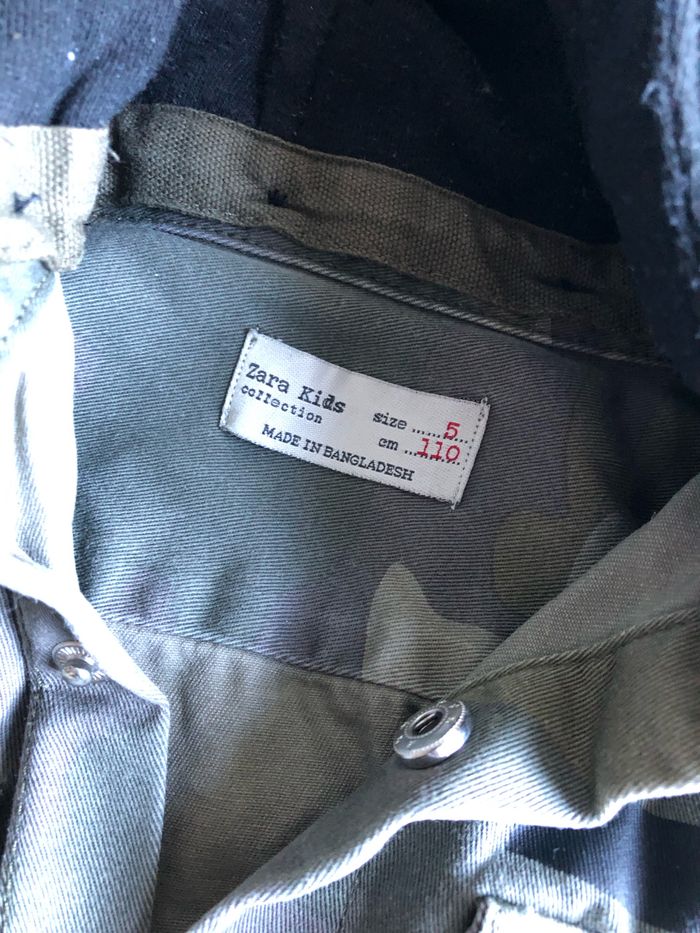 Zara Kids
collection
size ......5...
cm ...110...
MADE IN BANGLADESH